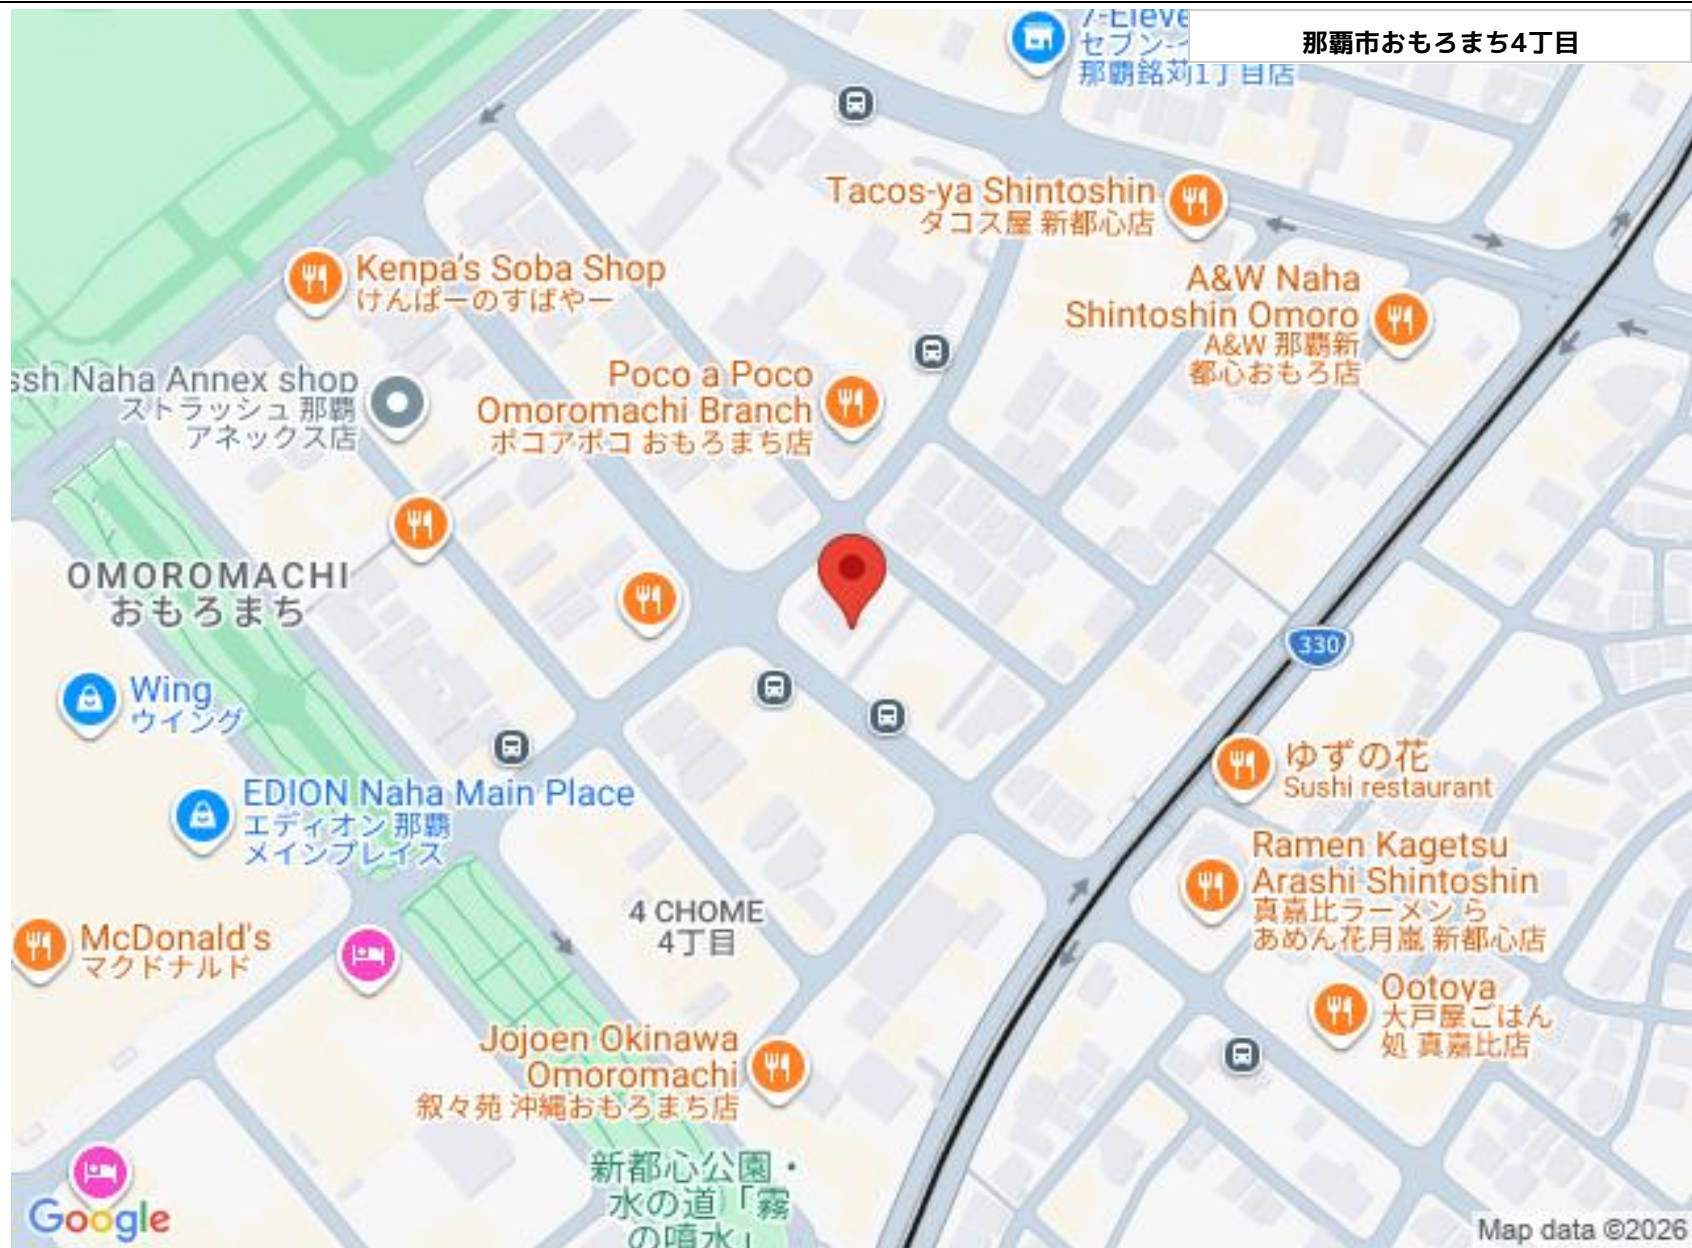 7-Eleve
セブン-イ
那覇銘苅1丁目店
那覇市おもろまち4丁目
Tacos-ya Shintoshin
タコス屋 新都心店
Kenpa's Soba Shop
けんぱーのすばやー
A&W Naha
Shintoshin Omoro
A&W 那覇新
都心おもろ店
ssh Naha Annex shop
ストラッシュ 那覇
アネックス店
Poco a Poco
Omoromachi Branch
ポコアポコ おもろまち店
OMOROMACHI
おもろまち
330
Wing
ウイング
ゆずの花
Sushi restaurant
EDION Naha Main Place
エディオン 那覇
メインプレイス
Ramen Kagetsu
Arashi Shintoshin
真嘉比ラーメン ら
あめん花月嵐 新都心店
4 CHOME
4丁目
McDonald's
マクドナルド
Ootoya
大戸屋ごはん
処 真嘉比店
Jojoen Okinawa
Omoromachi
叙々苑 沖縄おもろまち店
新都心公園・
水の道「霧
の噴水」
Google
Map data ©2026